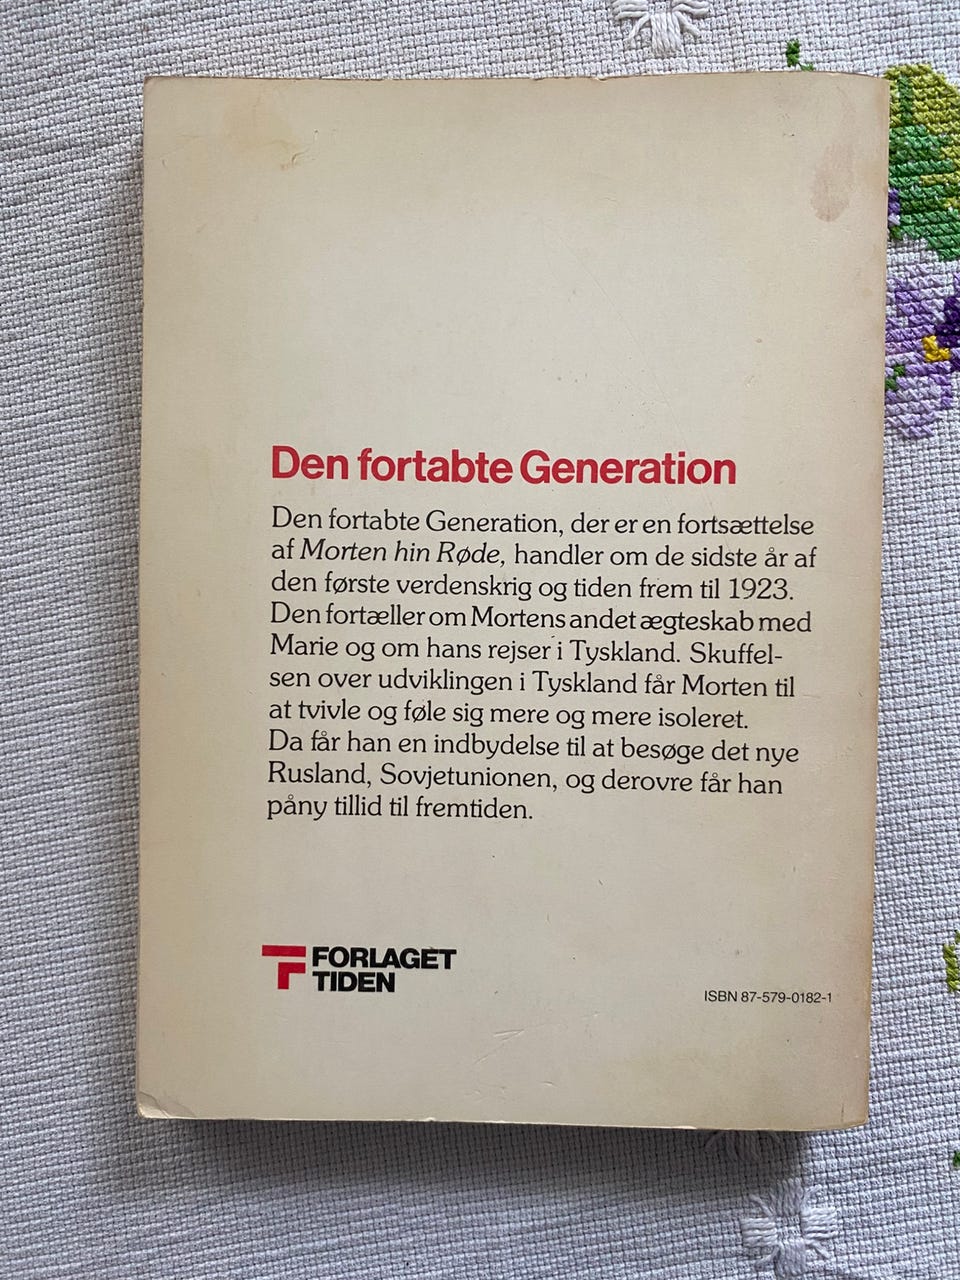 Den fortabte Generation
Den fortabte Generation, der er en fortsættelse
af Morten hin Røde, handler om de sidste år af
den første verdenskrig og tiden frem til 1923.
Den fortæller om Mortens andet ægteskab med
Marie og om hans rejser i Tyskland. Skuffel-
sen over udviklingen i Tyskland får Morten til
at tvivle og føle sig mere og mere isoleret.
Da får han en indbydelse til at besøge det nye
Rusland, Sovjetunionen, og derovre får han
påny tillid til fremtiden.
FORLAGET
TIDEN
ISBN 87-579-0182-1